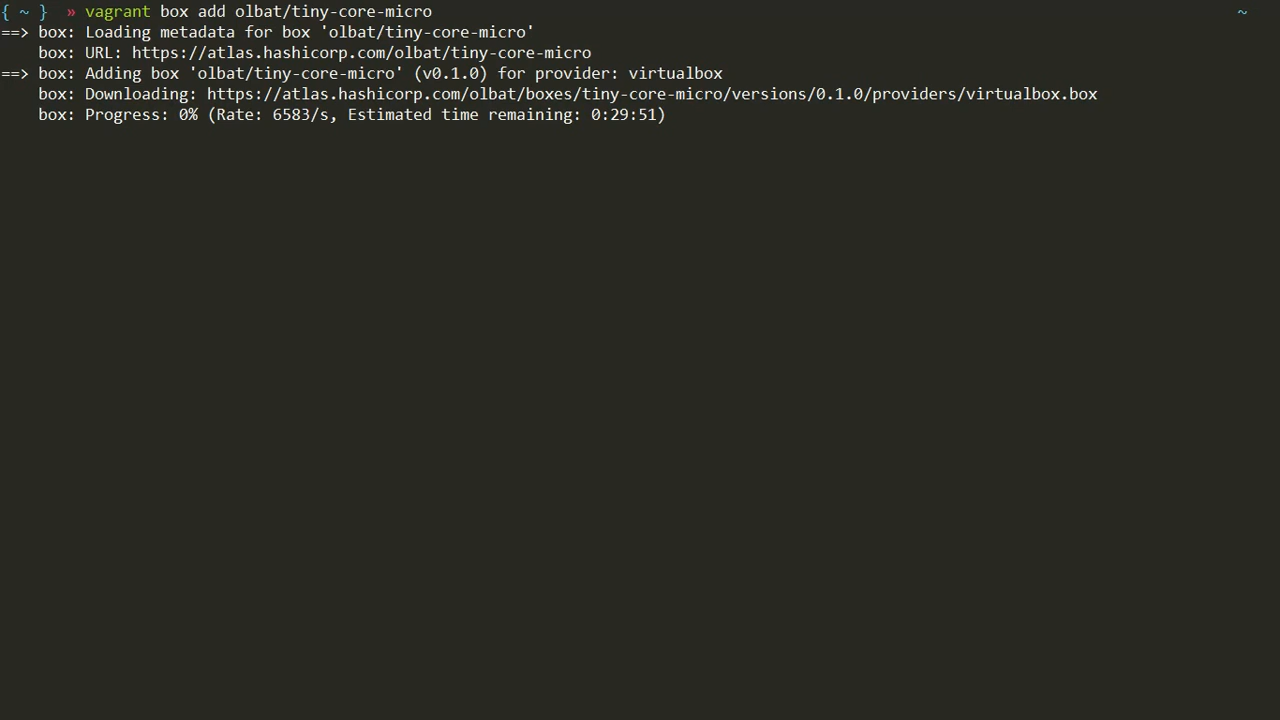 { ~ }  » vagrant box add olbat/tiny-core-micro ~
==> box: Loading metadata for box 'olbat/tiny-core-micro'
    box: URL: https://atlas.hashicorp.com/olbat/tiny-core-micro
==> box: Adding box 'olbat/tiny-core-micro' (v0.1.0) for provider: virtualbox
    box: Downloading: https://atlas.hashicorp.com/olbat/boxes/tiny-core-micro/versions/0.1.0/providers/virtualbox.box
    box: Progress: 0% (Rate: 6583/s, Estimated time remaining: 0:29:51)